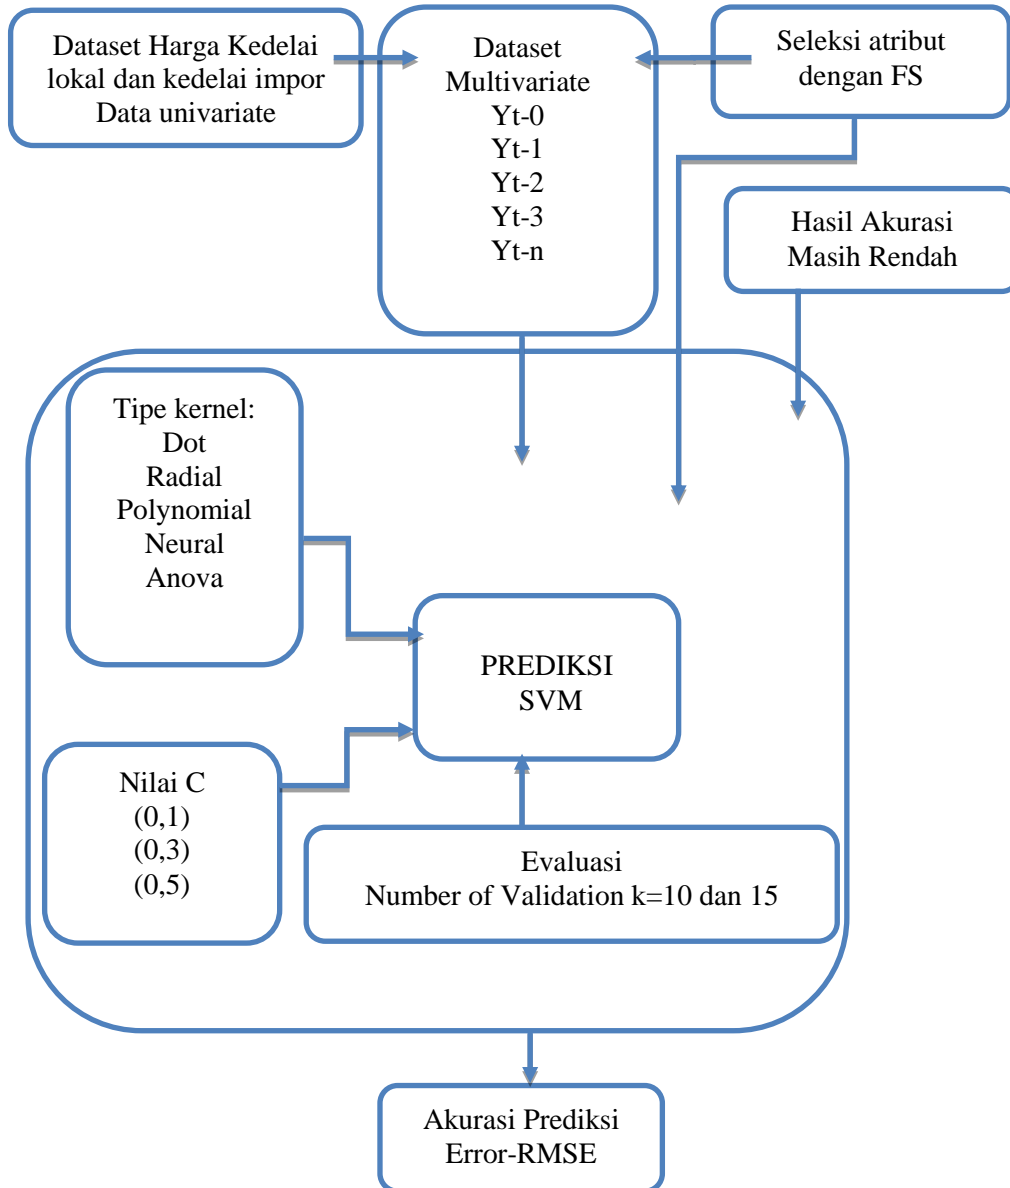 Dataset Harga Kedelai
lokal dan kedelai impor
Data univariate
Dataset
Multivariate
Yt-0
Yt-1
Yt-2
Yt-3
Yt-n
Seleksi atribut
dengan FS
Hasil Akurasi
Masih Rendah
Tipe kernel:
Dot
Radial
Polynomial
Neural
Anova
PREDIKSI
SVM
Nilai C
(0,1)
(0,3)
(0,5)
Evaluasi
Number of Validation k=10 dan 15
Akurasi Prediksi
Error-RMSE